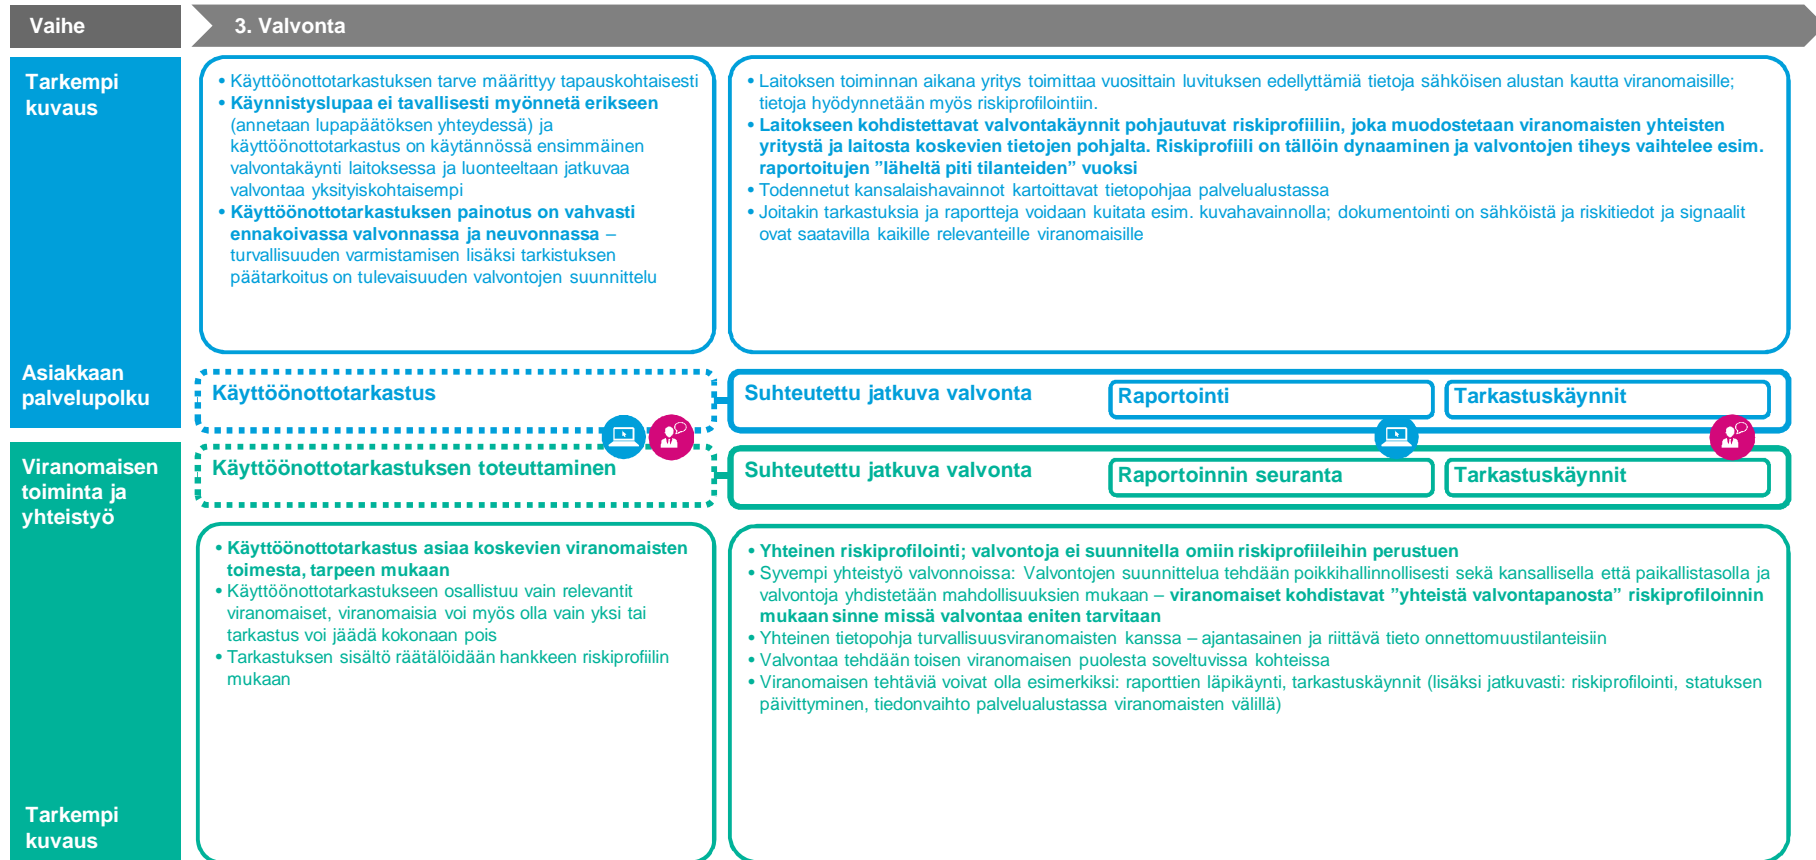 Vaihe
3. Valvonta
Tarkempi
kuvaus
• Käyttöönottotarkastuksen tarve määrittyy tapauskohtaisesti
• Käynnistyslupaa ei tavallisesti myönnetä erikseen
(annetaan lupapäätöksen yhteydessä) ja
käyttöönottotarkastus on käytännössä ensimmäinen
valvontakäynti laitoksessa ja luonteeltaan jatkuvaa
valvontaa yksityiskohtaisempi
• Käyttöönottotarkastuksen painotus on vahvasti
ennakoivassa valvonnassa ja neuvonnassa –
turvallisuuden varmistamisen lisäksi tarkistuksen
päätarkoitus on tulevaisuuden valvontojen suunnittelu
• Laitoksen toiminnan aikana yritys toimittaa vuosittain luvituksen edellyttämiä tietoja sähköisen alustan kautta viranomaisille;
tietoja hyödynnetään myös riskiprofilointiin.
• Laitokseen kohdistettavat valvontakäynnit pohjautuvat riskiprofiiliin, joka muodostetaan viranomaisten yhteisten
yritystä ja laitosta koskevien tietojen pohjalta. Riskiprofiili on tällöin dynaaminen ja valvontojen tiheys vaihtelee esim.
raportoitujen ”läheltä piti tilanteiden” vuoksi
• Todennetut kansalaishavainnot kartoittavat tietopohjaa palvelualustassa
• Joitakin tarkastuksia ja raportteja voidaan kuitata esim. kuvahavainnolla; dokumentointi on sähköistä ja riskitiedot ja signaalit
ovat saatavilla kaikille relevanteille viranomaisille
Asiakkaan
palvelupolku
Käyttöönottotarkastus
Suhteutettu jatkuva valvonta
Raportointi
Tarkastuskäynnit
Viranomaisen
toiminta ja
yhteistyö
Käyttöönottotarkastuksen toteuttaminen
Suhteutettu jatkuva valvonta
Raportoinnin seuranta
Tarkastuskäynnit
• Käyttöönottotarkastus asiaa koskevien viranomaisten
toimesta, tarpeen mukaan
• Käyttöönottotarkastukseen osallistuu vain relevantit
viranomaiset, viranomaisia voi myös olla vain yksi tai
tarkastus voi jäädä kokonaan pois
• Tarkastuksen sisältö räätälöidään hankkeen riskiprofiilin
mukaan
• Yhteinen riskiprofilointi; valvontoja ei suunnitella omiin riskiprofiileihin perustuen
• Syvempi yhteistyö valvonnoissa: Valvontojen suunnittelua tehdään poikkihallinnollisesti sekä kansallisella että paikallistasolla ja
valvontoja yhdistetään mahdollisuuksien mukaan – viranomaiset kohdistavat ”yhteistä valvontapanosta” riskiprofiloinnin
mukaan sinne missä valvontaa eniten tarvitaan
• Yhteinen tietopohja turvallisuusviranomaisten kanssa – ajantasainen ja riittävä tieto onnettomuustilanteisiin
• Valvontaa tehdään toisen viranomaisen puolesta soveltuvissa kohteissa
• Viranomaisen tehtäviä voivat olla esimerkiksi: raporttien läpikäynti, tarkastuskäynnit (lisäksi jatkuvasti: riskiprofilointi, statuksen
päivittyminen, tiedonvaihto palvelualustassa viranomaisten välillä)
Tarkempi
kuvaus